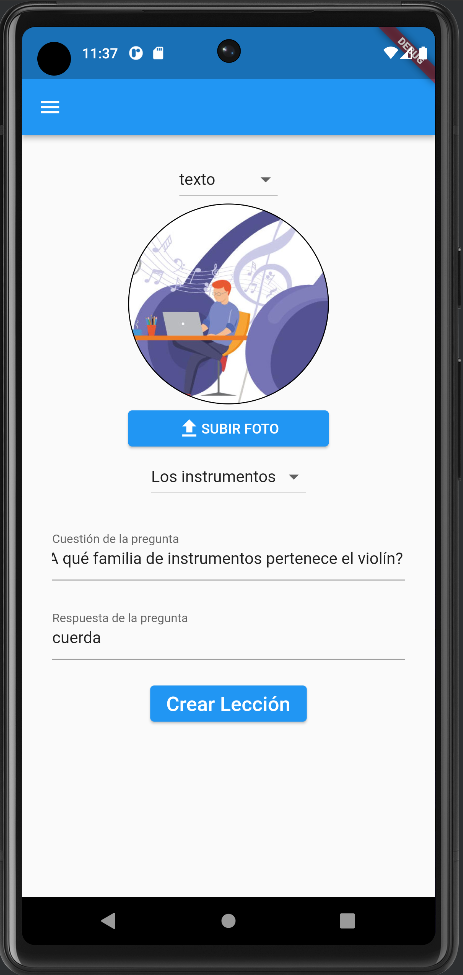 11:37
DEBUG
texto
SUBIR FOTO
Los instrumentos
Cuestión de la pregunta
A qué familia de instrumentos pertenece el violín?
Respuesta de la pregunta
cuerda
Crear Lección